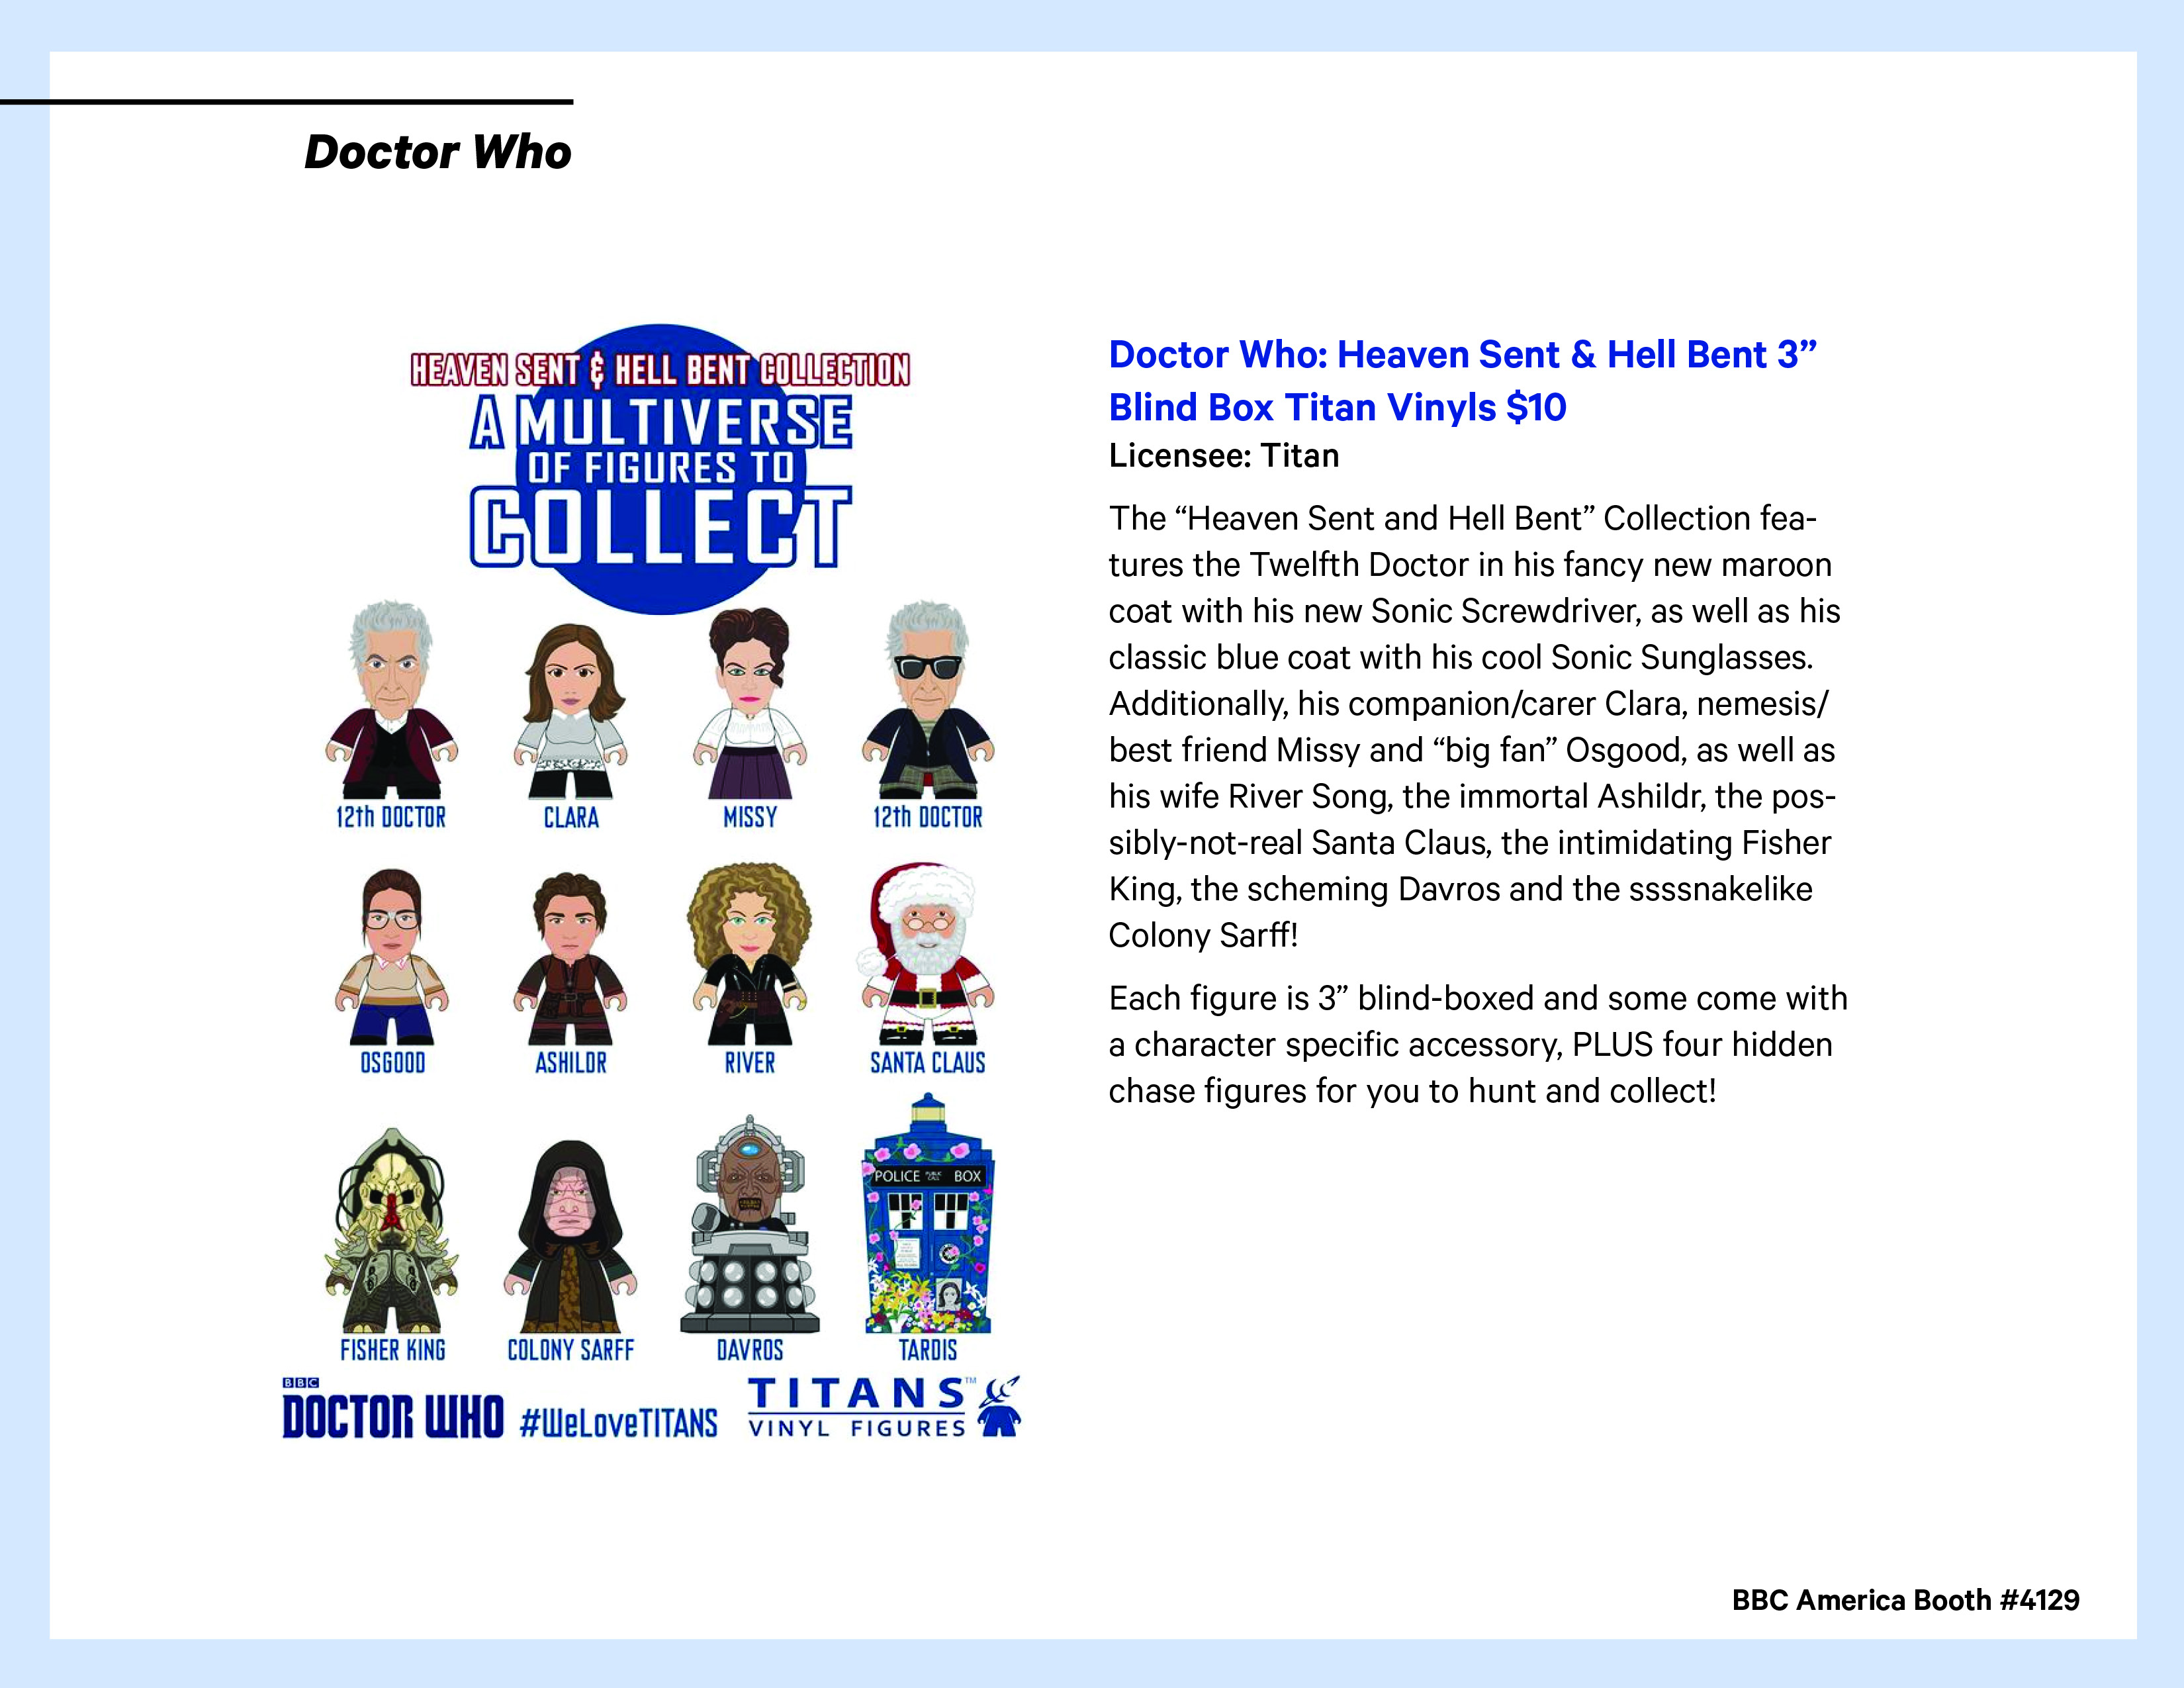 Doctor Who
HEAVEN SENT & HELL BENT COLLECTION
A MULTIVERSE
OF FIGURES TO
COLLECT
12th DOCTOR
CLARA
MISSY
12th DOCTOR
OSGOOD
ASHILDR
RIVER
SANTA CLAUS
POLICE PUBLIC CALL BOX
FISHER KING
COLONY SARFF
DAVROS
TARDIS
BBC
DOCTOR WHO
#WeLoveTITANS
TITANS™
VINYL FIGURES
Doctor Who: Heaven Sent & Hell Bent 3”
Blind Box Titan Vinyls $10
Licensee: Titan
The “Heaven Sent and Hell Bent” Collection fea-
tures the Twelfth Doctor in his fancy new maroon
coat with his new Sonic Screwdriver, as well as his
classic blue coat with his cool Sonic Sunglasses.
Additionally, his companion/carer Clara, nemesis/
best friend Missy and “big fan” Osgood, as well as
his wife River Song, the immortal Ashildr, the pos-
sibly-not-real Santa Claus, the intimidating Fisher
King, the scheming Davros and the ssssnakelike
Colony Sarff!
Each figure is 3” blind-boxed and some come with
a character specific accessory, PLUS four hidden
chase figures for you to hunt and collect!
BBC America Booth #4129